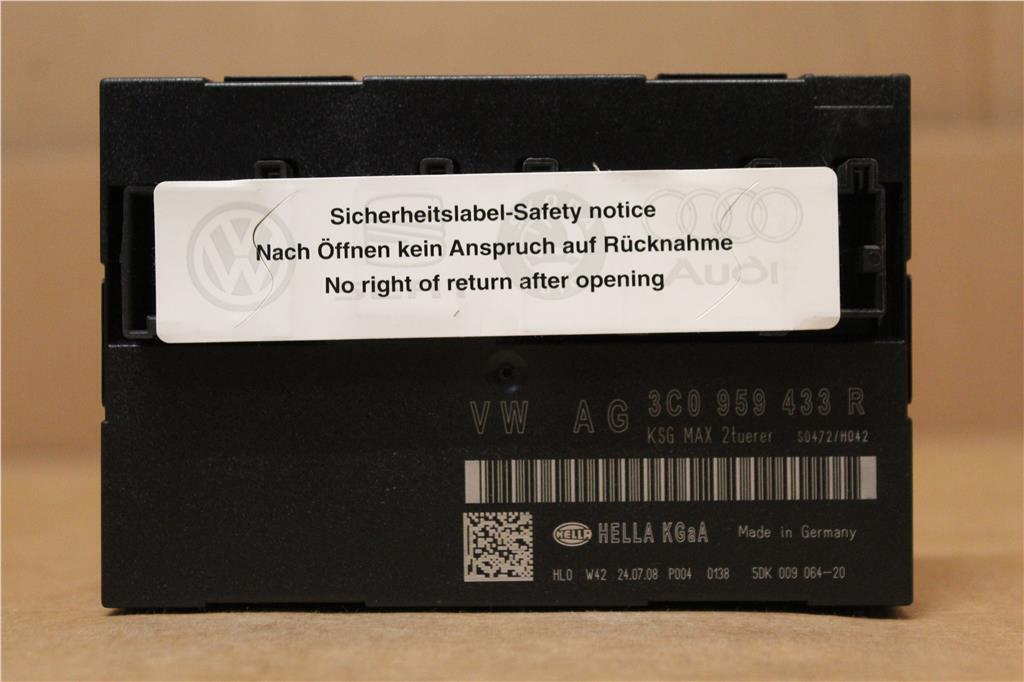 Sicherheitslabel-Safety notice
Nach Öffnen kein Anspruch auf Rücknahme
No right of return after opening
SEAT
Audi
VW AG 3C0 959 433 R
KSG MAX 2tuerer S0472/H042
HELLA HELLA KGaA Made in Germany
HLO W42 24.07.08 P004 0138 5DK 009 064-20